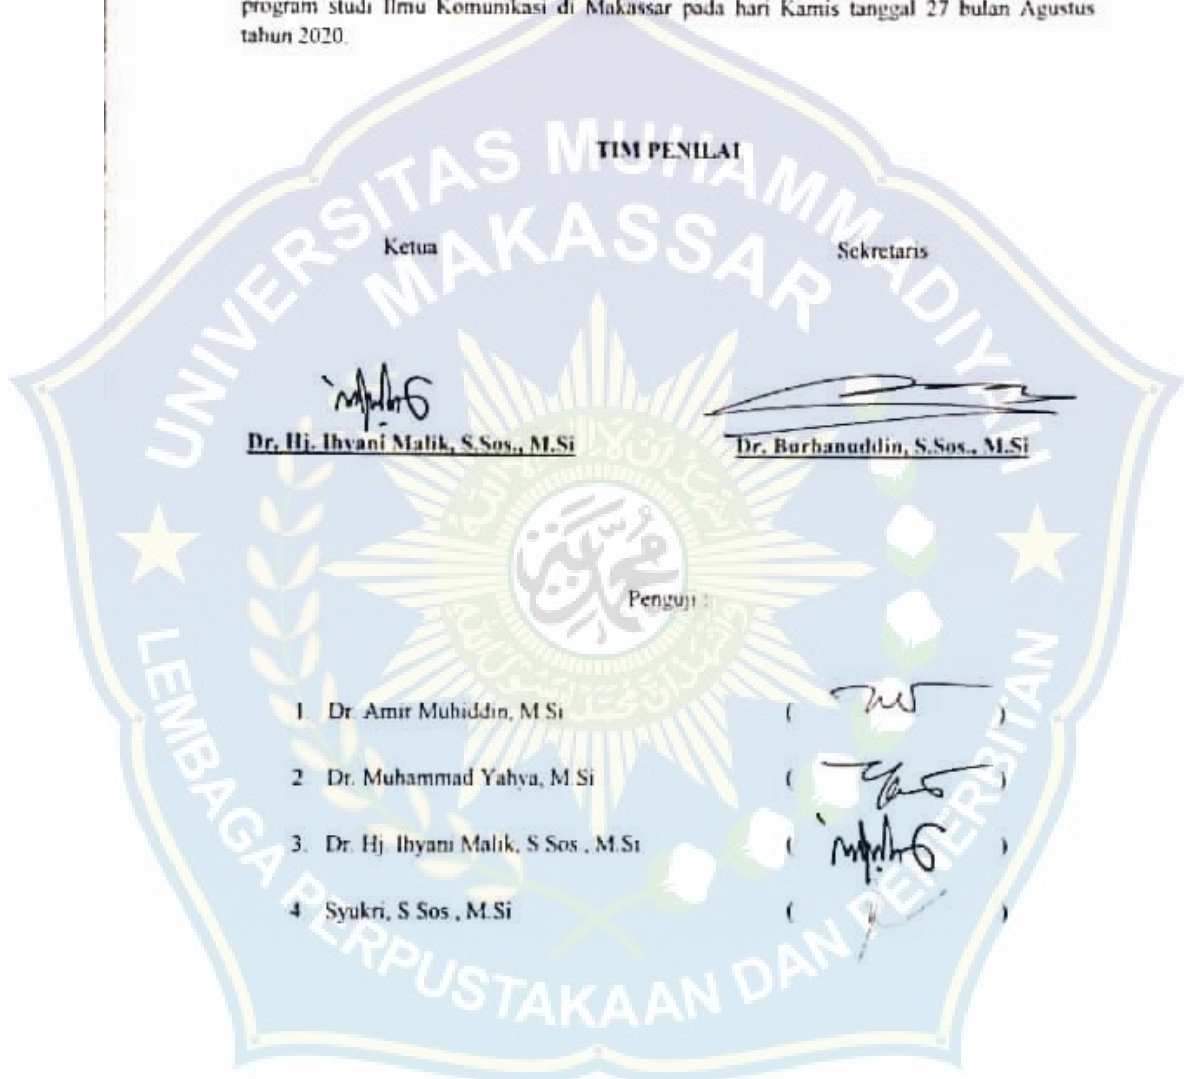 program studi Ilmu Komunikasi di Makassar pada hari Kamis tanggal 27 bulan Agustus
tahun 2020.
TIM PENILAI
Ketua
Sekretaris
Dr. Hj. Ihyani Malik, S.Sos., M.Si
Dr. Burhanuddin, S.Sos., M.Si
Penguji :
1. Dr. Amir Muhiddin, M.Si ( )
2 Dr. Muhammad Yahya, M.Si ( )
3. Dr. Hj. Ihyani Malik, S.Sos , M.Si ( )
4 Syukri, S.Sos , M.Si ( )
UNIVERSITAS MUHAMMADIYAH
MAKASSAR
LEMBAGA PERPUSTAKAAN DAN PENERBITAN